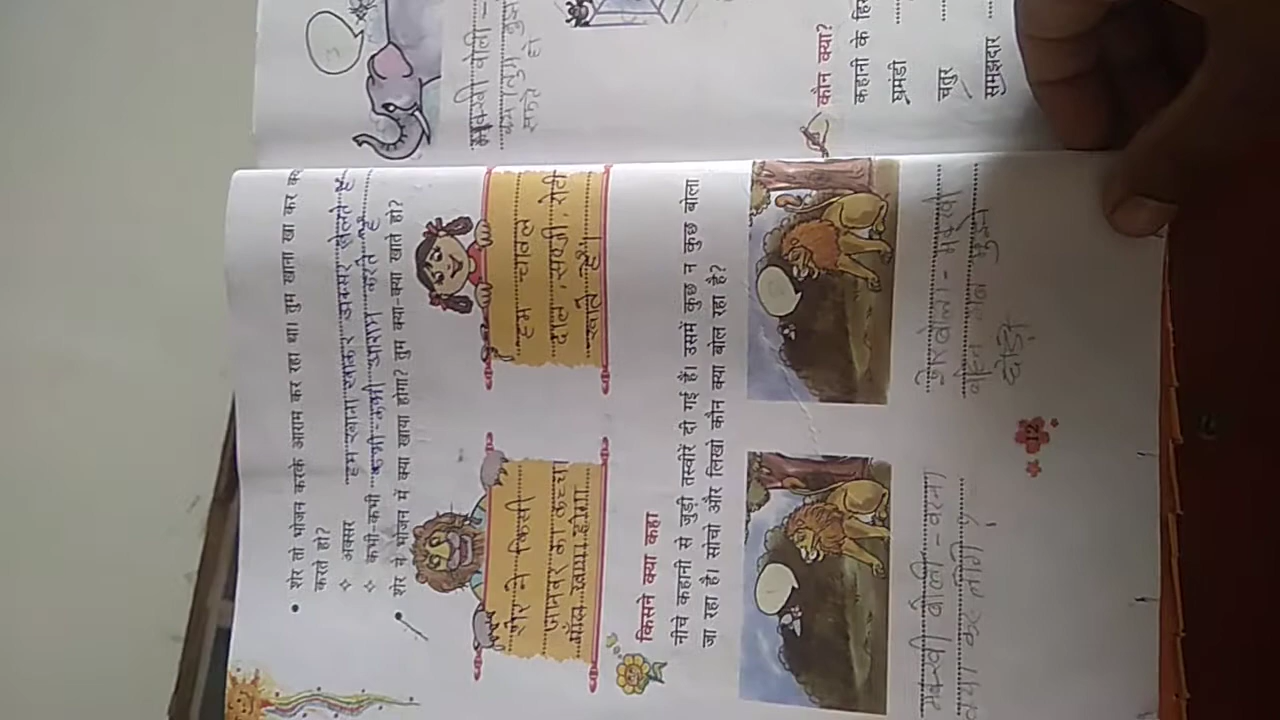 • शेर तो भोजन करके आराम कर रहा था। तुम खाना खा कर क्या
करते हो?
❖ अक्सर हम खाना खाकर अक्सर खेलते हैं
❖ कभी-कभी कभी-कभी आराम करते हैं
• शेर ने भोजन में क्या खाया होगा? तुम क्या-क्या खाते हो?
शेर ने किसी
जानवर का कच्चा
मांस खाया होगा
हम चावल
दाल, सब्जी, रोटी
खाते हैं।
किसने क्या कहा
नीचे कहानी से जुड़ी तस्वीरें दी गई हैं। उसमें कुछ न कुछ बोला
जा रहा है। सोचो और लिखो कौन क्या बोल रहा है?
मक्खी बोली - वरना
क्या कर लोगे?
शेर बोला - मक्खी
बहिन मुझे
छोड़ो
12
मक्खी बोली -
कौन क्या?
कहानी के
घमंडी
चतुर
समझदार